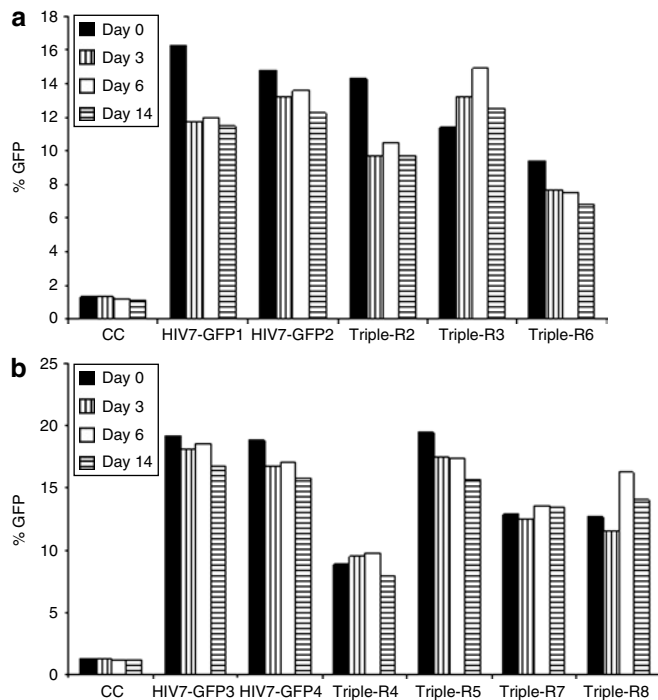 a
18
16
14
12
10
8
6
4
2
0
% GFP
Day 0
Day 3
Day 6
Day 14
CC HIV7-GFP1 HIV7-GFP2 Triple-R2 Triple-R3 Triple-R6
b
25
20
15
10
5
0
% GFP
Day 0
Day 3
Day 6
Day 14
CC HIV7-GFP3 HIV7-GFP4 Triple-R4 Triple-R5 Triple-R7 Triple-R8